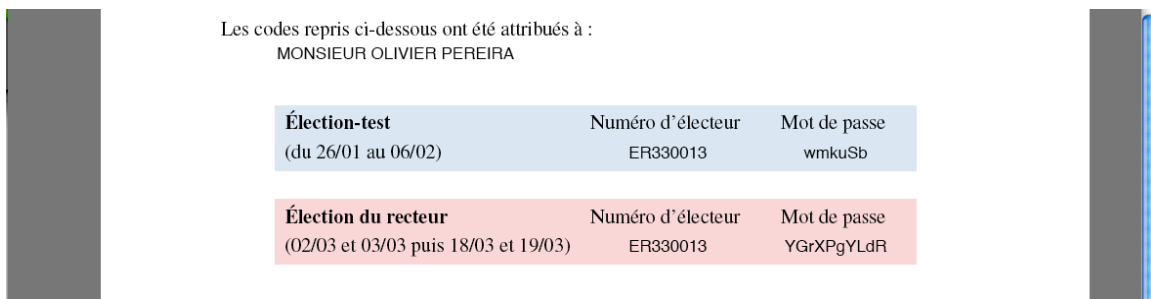 Les codes repris ci-dessous ont été attribués à :
MONSIEUR OLIVIER PEREIRA
Élection-test Numéro d'électeur Mot de passe
(du 26/01 au 06/02) ER330013 wmkuSb
Élection du recteur Numéro d'électeur Mot de passe
(02/03 et 03/03 puis 18/03 et 19/03) ER330013 YGrXPgYLdR